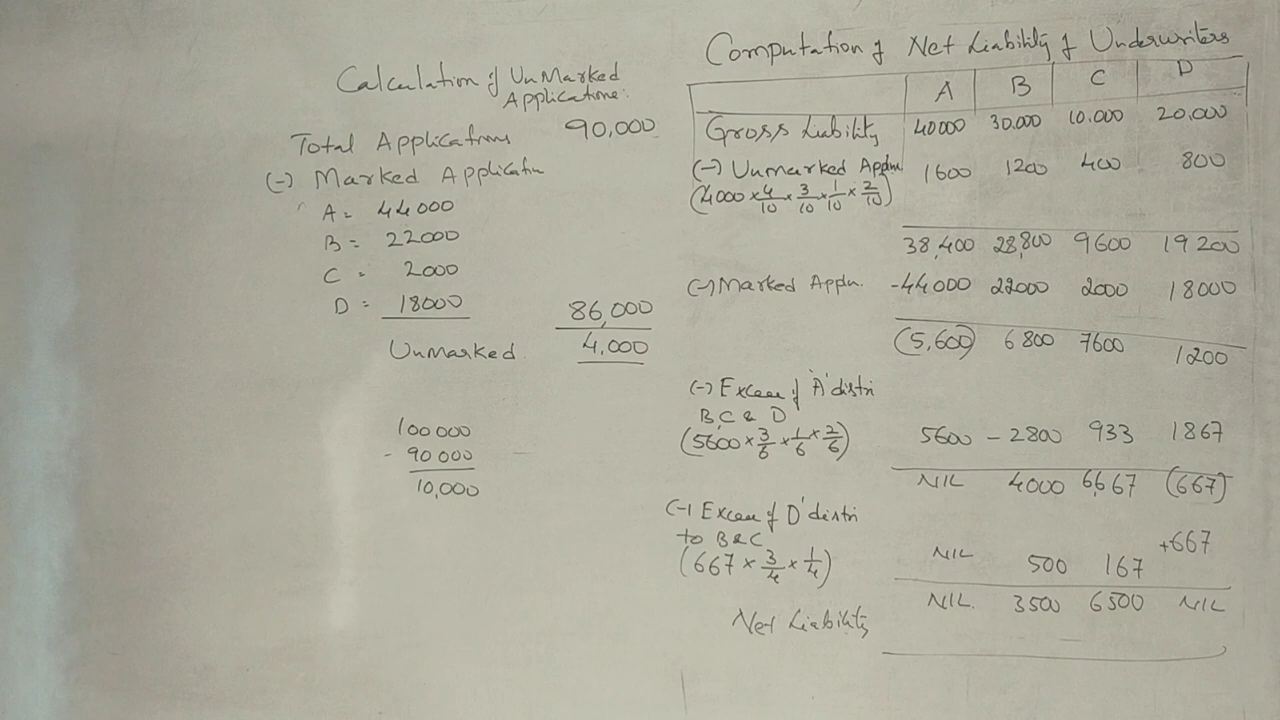 Calculation of UnMarked
Applications:
Total Applications 90,000
(-) Marked Application
A = 44000
B = 22000
C = 2000
D = 18000 86,000
Unmarked 4,000
100000
- 90000
10,000
Computation of Net Liability of Underwriters
A B C D
Gross Liability 40000 30.000 10.000 20.000
(-) Unmarked Appln 1600 1200 400 800
(4000 × 4/10 × 3/10 × 1/10 × 2/10)
38,400 28,800 9600 19200
(-) Marked Appln. -44000 22000 2000 18000
(5,600) 6800 7600 1200
(-) Excess of 'A' distri
B, C & D
(5600 × 3/6 × 1/6 × 2/6) 5600 - 2800 933 1867
NIL 4000 6,667 (667)
(-) Excess of D' distri
to B & C +667
(667 × 3/4 × 1/4) NIL 500 167
Net Liability NIL. 3500 6500 NIL